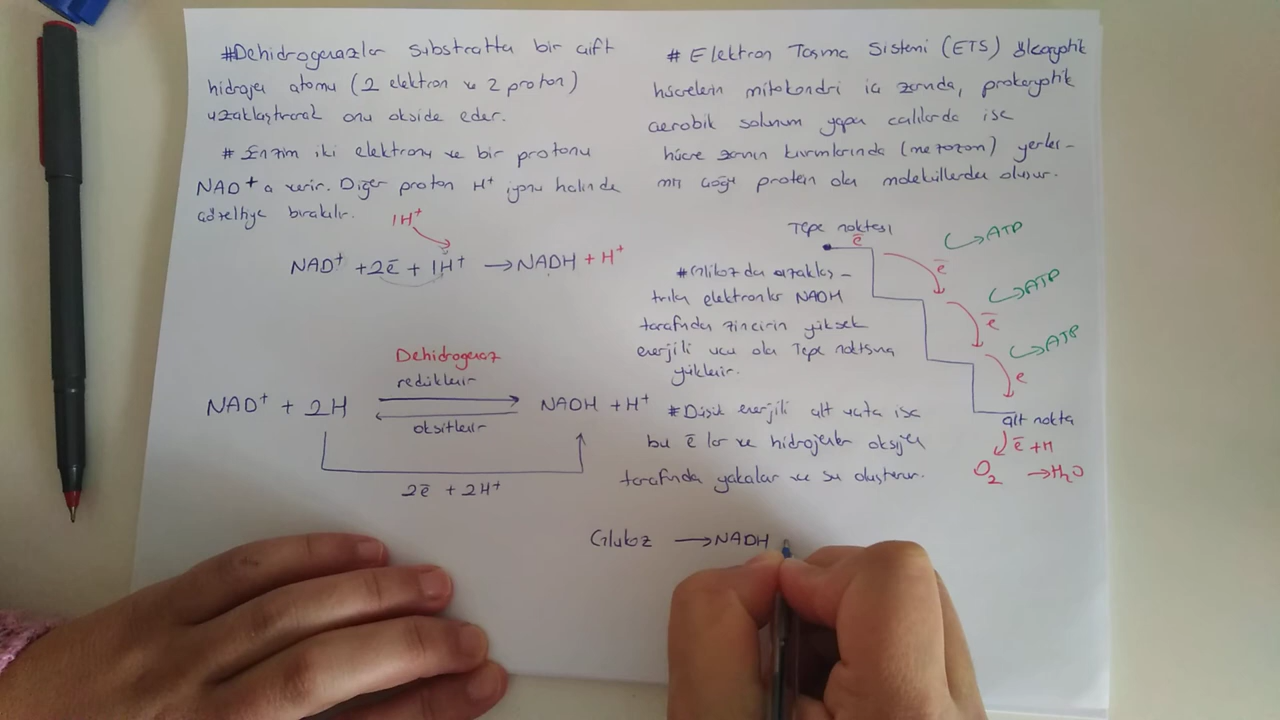 #Dehidrogenazlar substrattan bir çift
hidrojen atomu (2 elektron ve 2 proton)
uzaklaştırarak onu okside eder.
# Enzim iki elektronu ve bir protonu
NAD+ a verir. Diğer proton H+ iyonu halinde
çözeltiye bırakılır.
1H+
NAD+ + 2e̅ + 1H+ → NADH + H+
Dehidrogenaz
redüklenir
NAD+ + 2H NADH + H+
oksitlenir
2e̅ + 2H+
# Elektron Taşıma Sistemi (ETS) ökaryotik
hücrelerin mitokondri iç zarında, prokaryotik
aerobik solunum yapan canlılarda ise
hücre zarının kıvrımlarında (mezozom) yerleş-
miş çoğu protein olan moleküllerden oluşur.
Tepe noktası
e̅ ATP
e̅ ATP
e̅ ATP
e
alt nokta
e̅ + H
O2 → H2O
#Glikozdan uzaklaş-
tırılan elektronlar NADH
tarafından zincirin yüksek
enerjili ucu olan Tepe noktasına
yüklenir.
#Düşük enerjili alt uçta ise
bu e̅ lar ve hidrojenler oksijen
tarafından yakalanır ve su oluşturur.
Glukoz → NADH